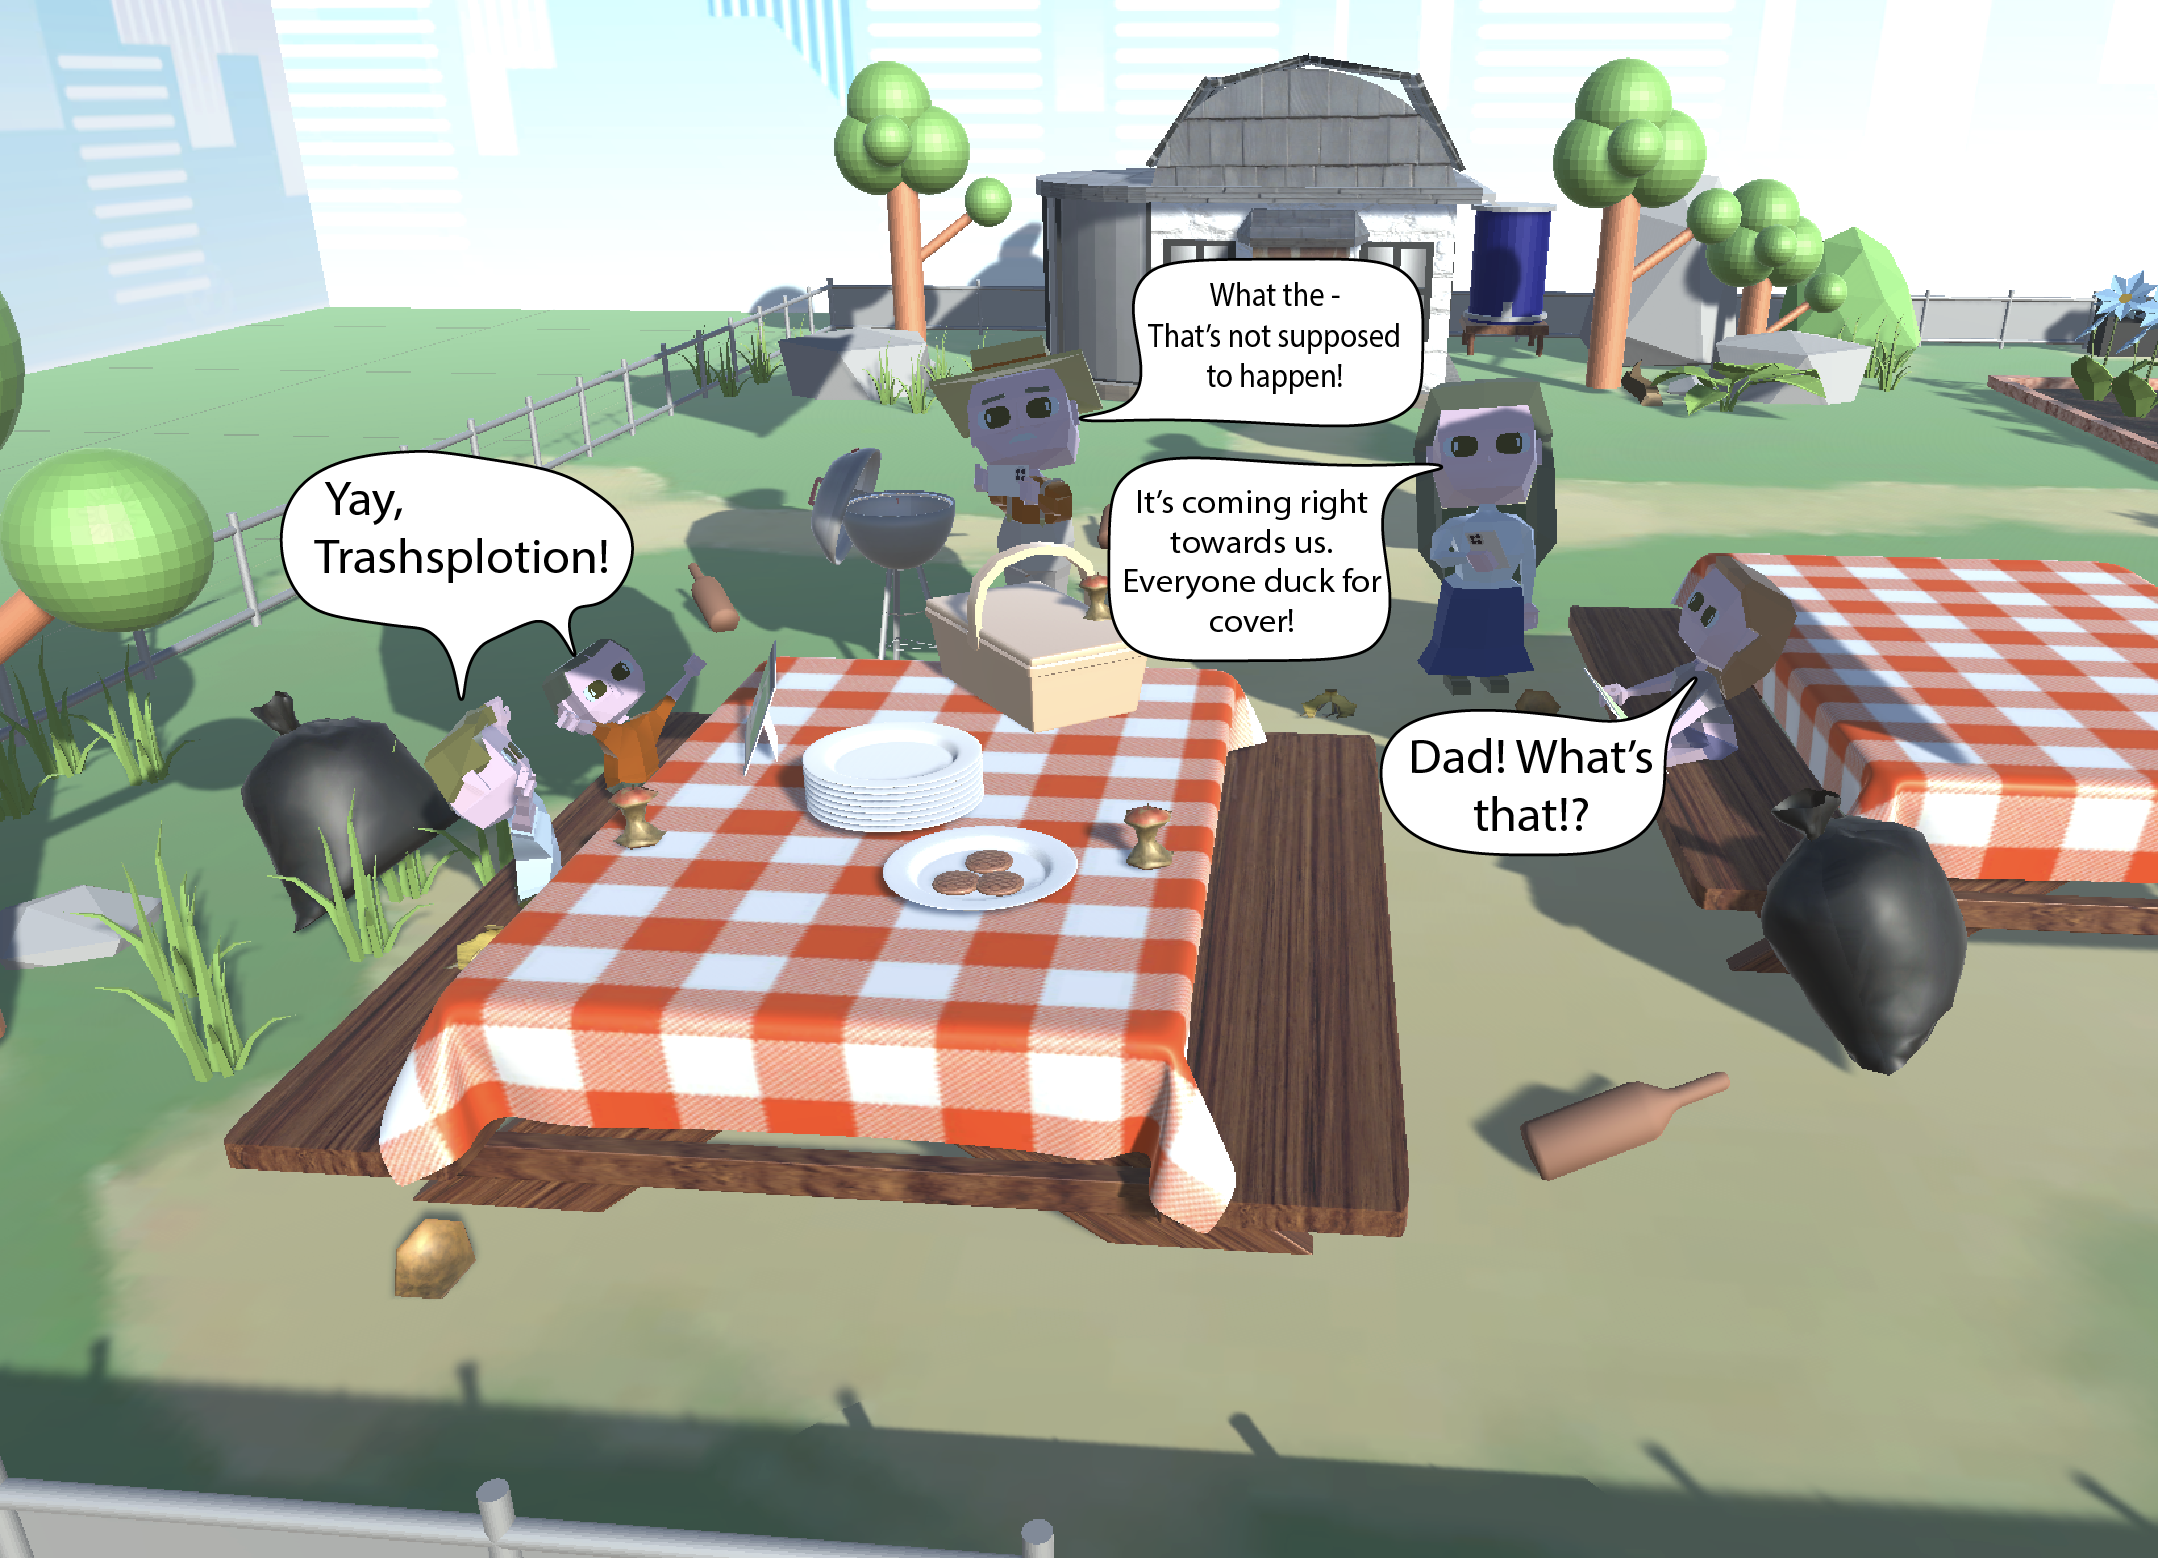 What the -
That's not supposed
to happen!
Yay,
Trashsplotion!
It's coming right
towards us.
Everyone duck for
cover!
Dad! What's
that!?